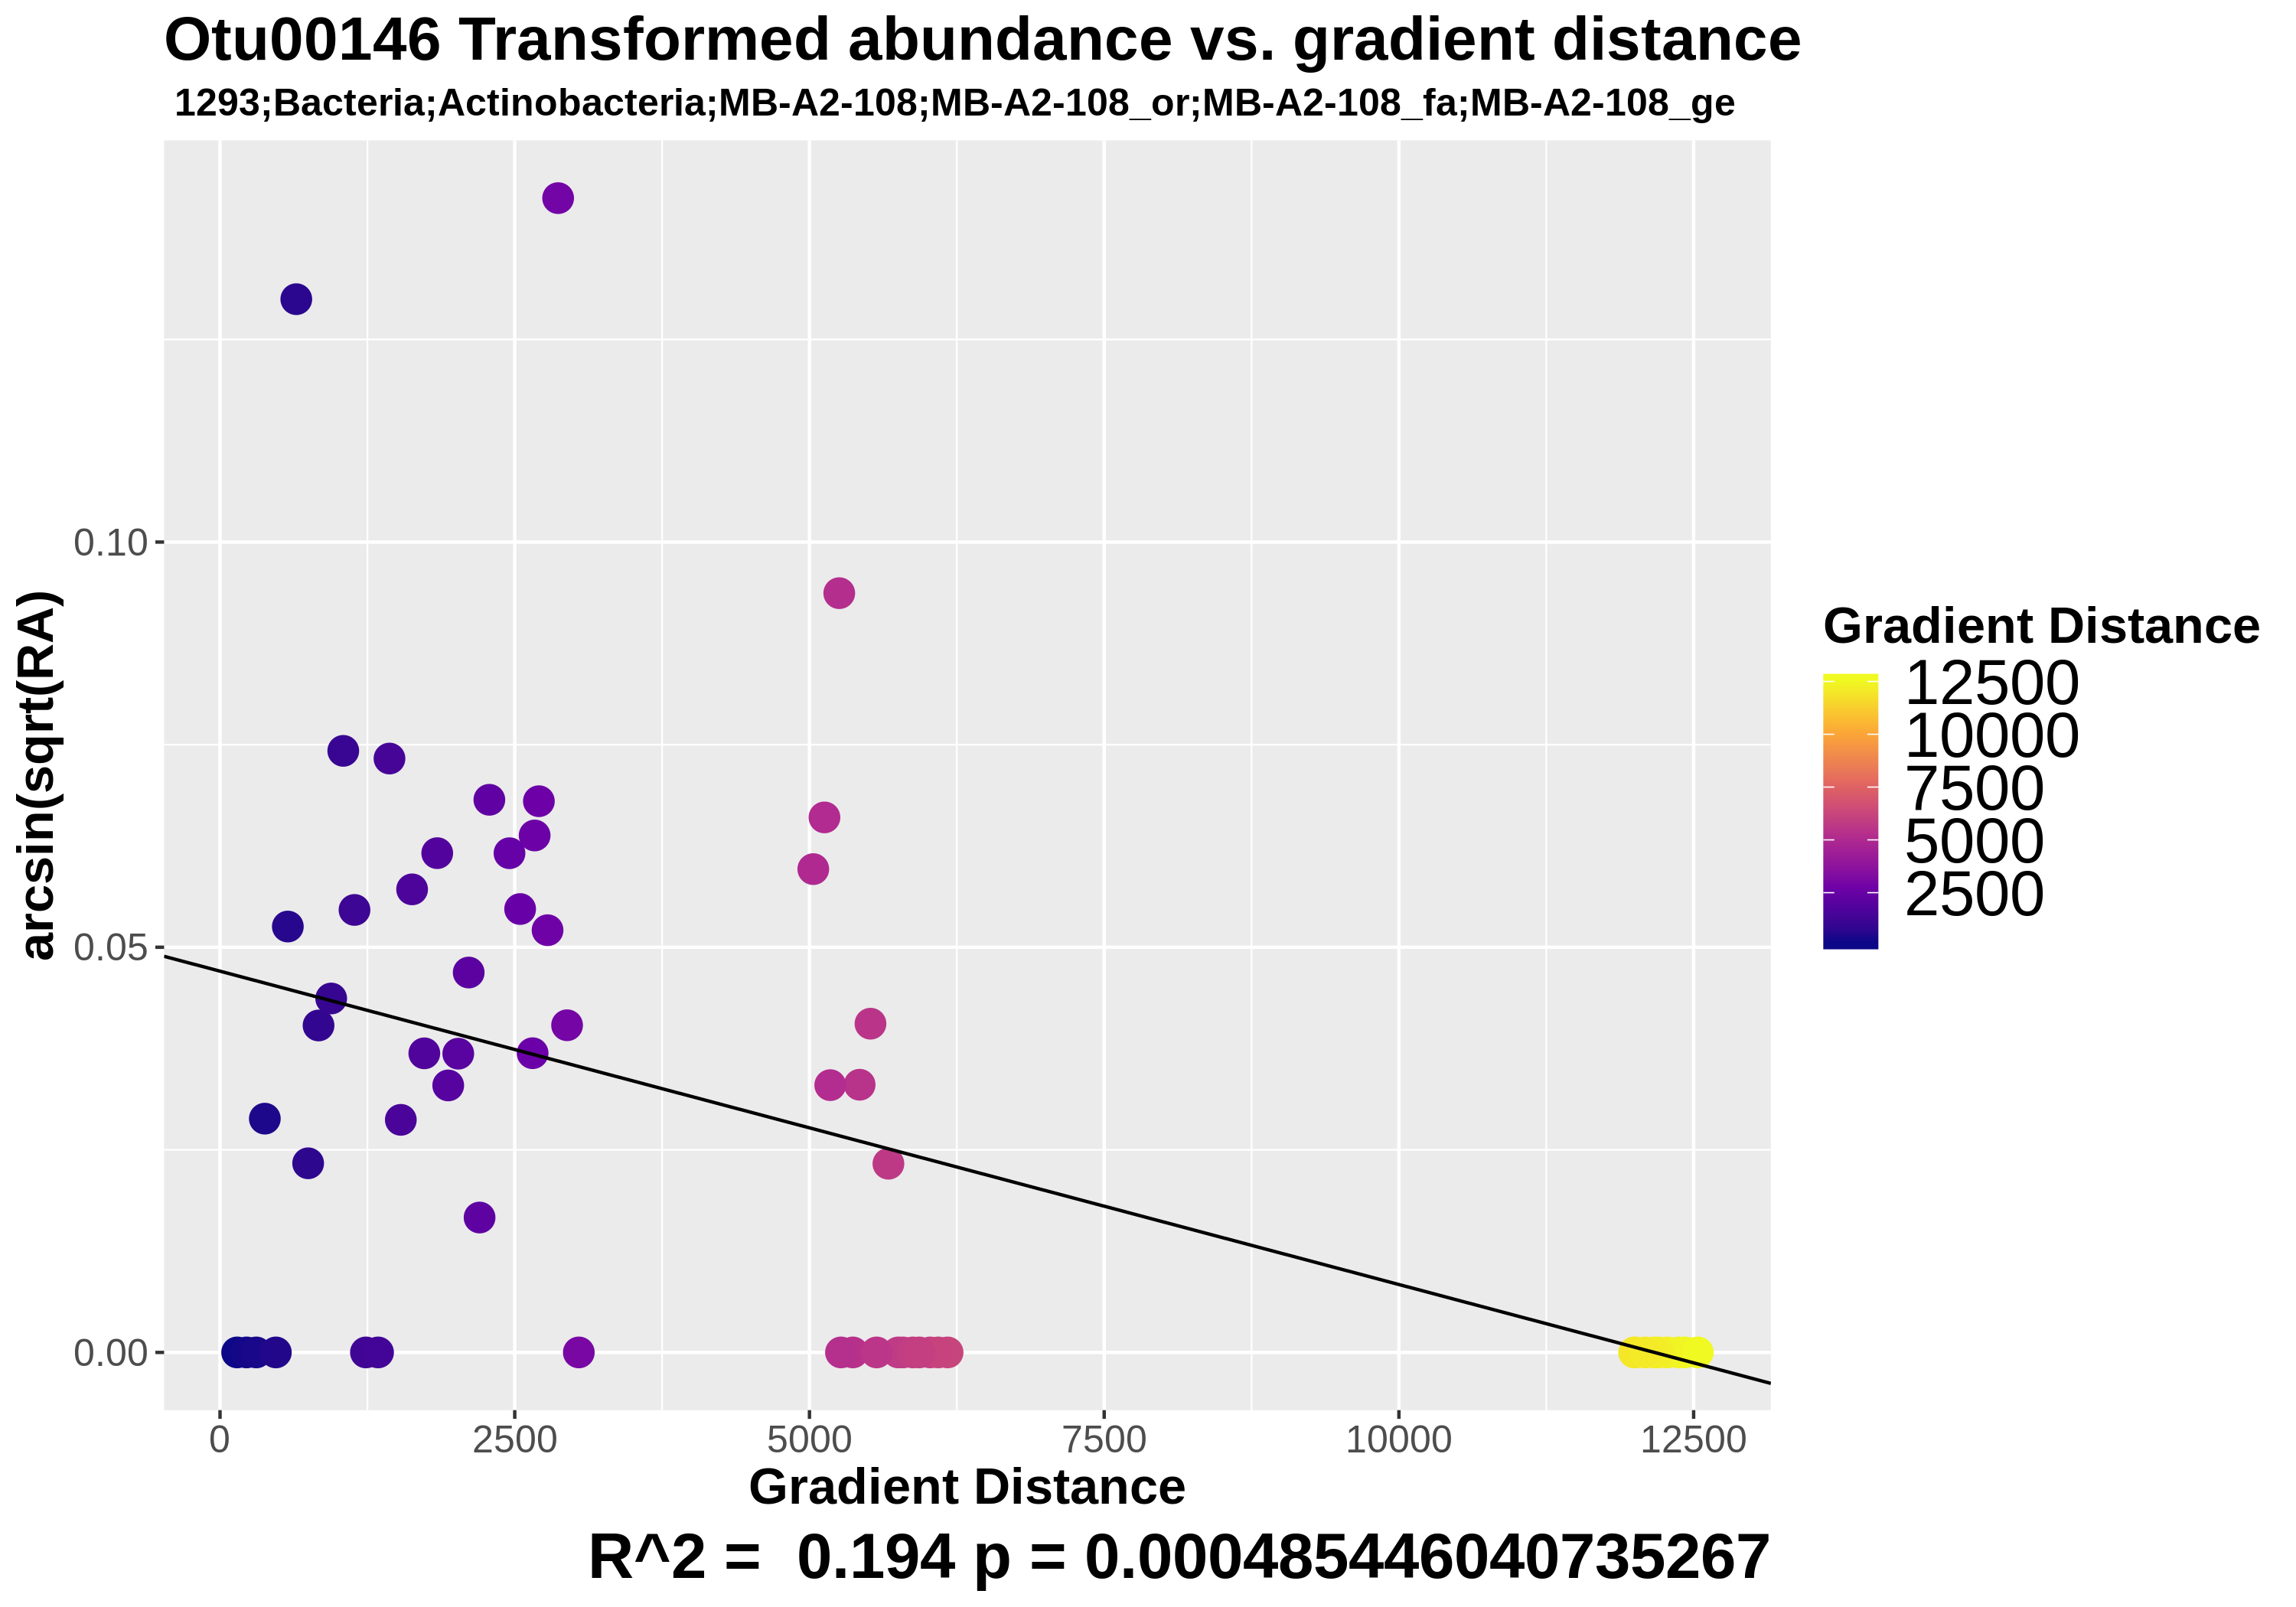 Otu00146 Transformed abundance vs. gradient distance
1293;Bacteria;Actinobacteria;MB-A2-108;MB-A2-108_or;MB-A2-108_fa;MB-A2-108_ge
arcsin(sqrt(RA)
0.10
0.05
0.00
0 2500 5000 7500 10000 12500
Gradient Distance
R^2 =  0.194 p = 0.000485446040735267
Gradient Distance
12500
10000
7500
5000
2500